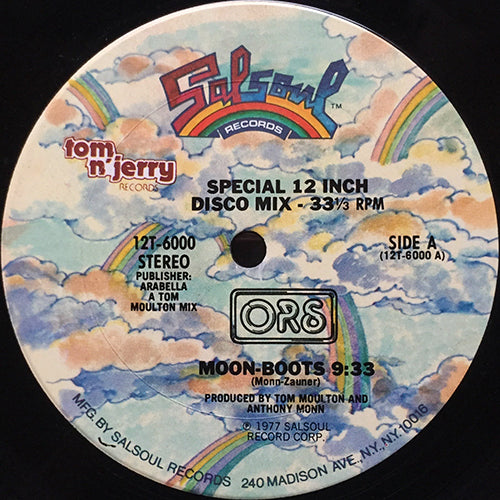 Salsoul
TM
RECORDS
tom
n'jerry
RECORDS
SPECIAL 12 INCH
DISCO MIX - 33⅓ RPM
12T-6000
STEREO
PUBLISHER:
ARABELLA
A TOM
MOULTON MIX
SIDE A
(12T-6000 A)
ORS
MOON-BOOTS 9:33
(Monn-Zauner)
PRODUCED BY TOM MOULTON AND
ANTHONY MONN
℗ 1977 SALSOUL
RECORD CORP.
MFG. BY SALSOUL RECORDS 240 MADISON AVE., N.Y., N.Y. 10016